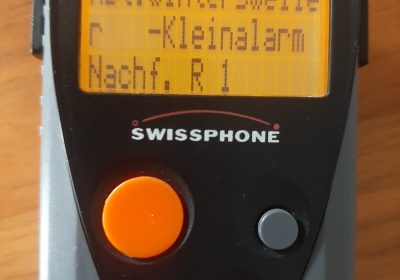 r -Kleinalarm
Nachf. R 1
SWISSPHONE